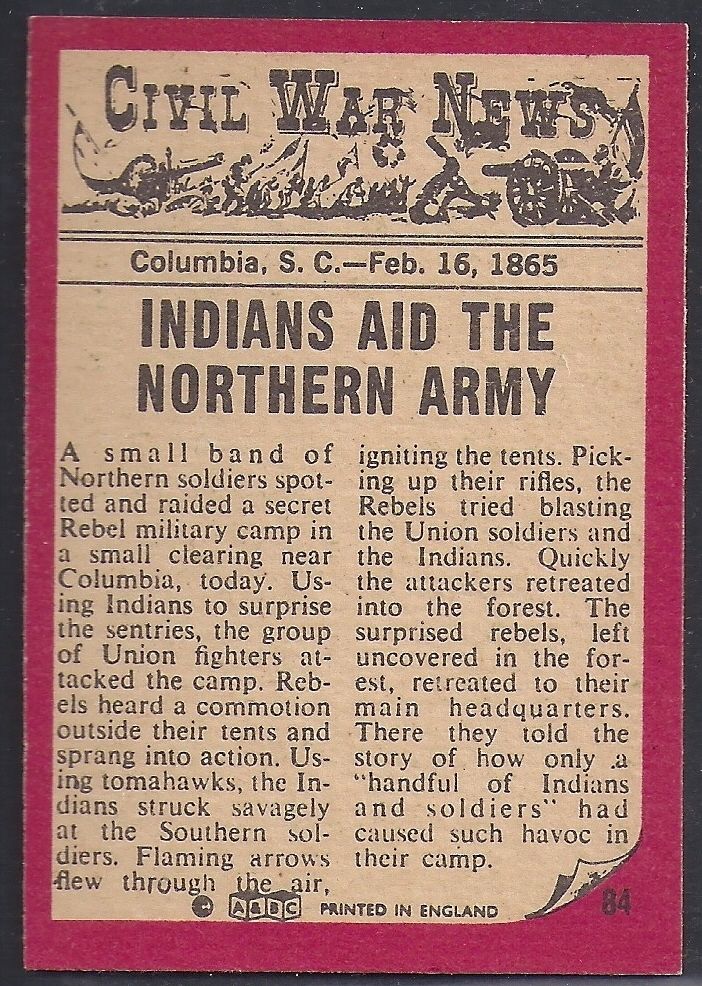 CIVIL WAR NEWS
Columbia, S. C.—Feb. 16, 1865
INDIANS AID THE
NORTHERN ARMY
A small band of
Northern soldiers spot-
ted and raided a secret
Rebel military camp in
a small clearing near
Columbia, today. Us-
ing Indians to surprise
the sentries, the group
of Union fighters at-
tacked the camp. Reb-
els heard a commotion
outside their tents and
sprang into action. Us-
ing tomahawks, the In-
dians struck savagely
at the Southern sol-
diers. Flaming arrows
flew through the air,
igniting the tents. Pick-
ing up their rifles, the
Rebels tried blasting
the Union soldiers and
the Indians. Quickly
the attackers retreated
into the forest. The
surprised rebels, left
uncovered in the for-
est, retreated to their
main headquarters.
There they told the
story of how only a
"handful of Indians
and soldiers" had
caused such havoc in
their camp.
© A&BC PRINTED IN ENGLAND
84